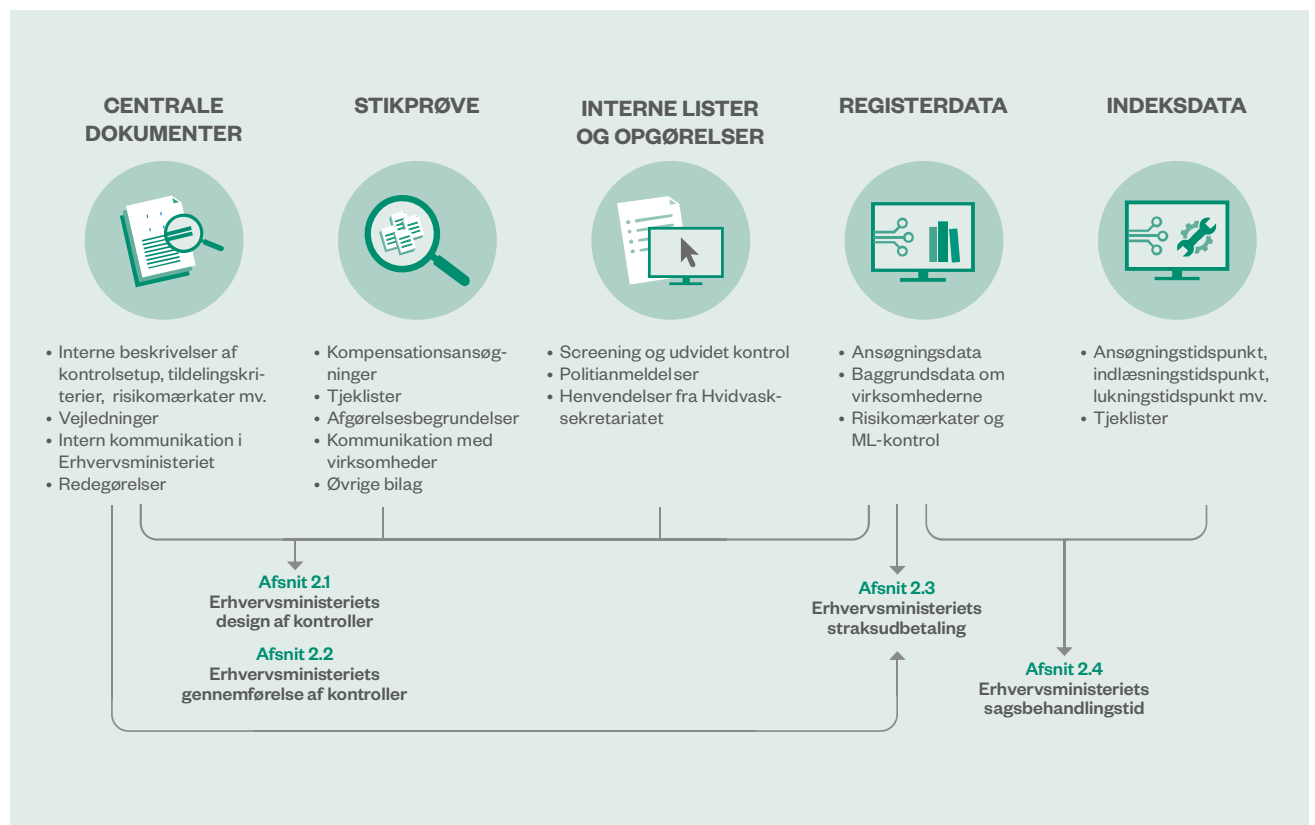 CENTRALE
DOKUMENTER
• Interne beskrivelser af
kontrolsetup, tildelingskri-
terier, risikomærkater mv.
• Vejledninger
• Intern kommunikation i
Erhvervsministeriet
• Redegørelser
STIKPRØVE
• Kompensationsansøg-
ninger
• Tjeklister
• Afgørelsesbegrundelser
• Kommunikation med
virksomheder
• Øvrige bilag
INTERNE LISTER
OG OPGØRELSER
• Screening og udvidet kontrol
• Politianmeldelser
• Henvendelser fra Hvidvask-
sekretariatet
REGISTERDATA
• Ansøgningsdata
• Baggrundsdata om
virksomhederne
• Risikomærkater og
ML-kontrol
INDEKSDATA
• Ansøgningstidspunkt,
indlæsningstidspunkt,
lukningstidspunkt mv.
• Tjeklister
Afsnit 2.1
Erhvervsministeriets
design af kontroller
Afsnit 2.2
Erhvervsministeriets
gennemførelse af kontroller
Afsnit 2.3
Erhvervsministeriets
straksudbetaling
Afsnit 2.4
Erhvervsministeriets
sagsbehandlingstid